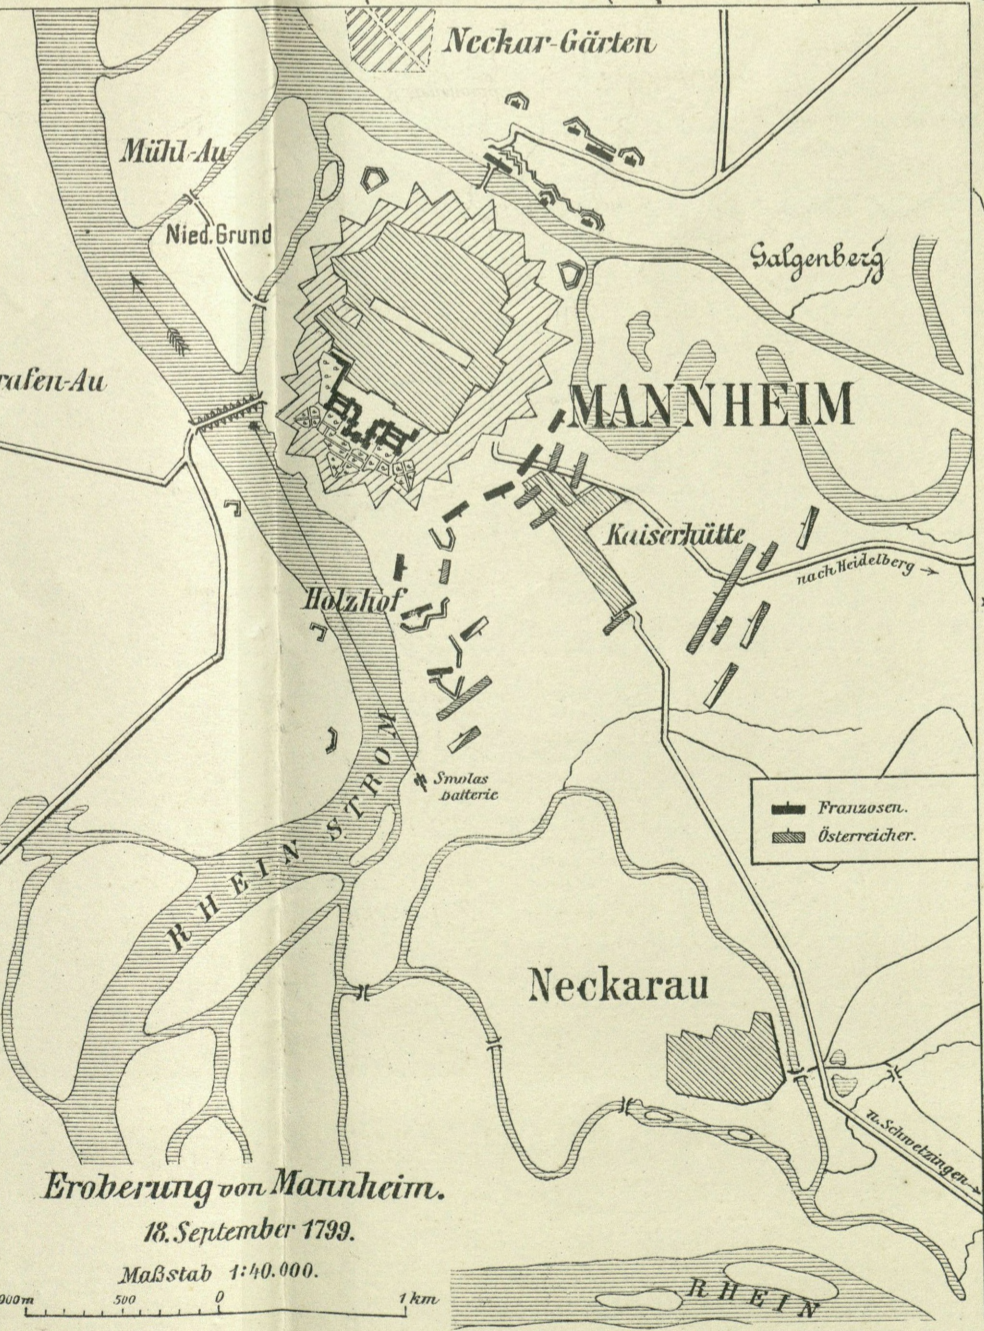 Neckar-Gärten
Mühl-Au
Nied. Grund
Galgenberg
rafen-Au
MANNHEIM
Kaiserhütte
nach Heidelberg
Holzhof
Smolas
Batterie
RHEIN STROM
Franzosen.
Österreicher.
Neckarau
n. Schwetzingen
Eroberung von Mannheim.
18. September 1799.
Maßstab 1:40.000.
000m 500 0 1 km
RHEIN